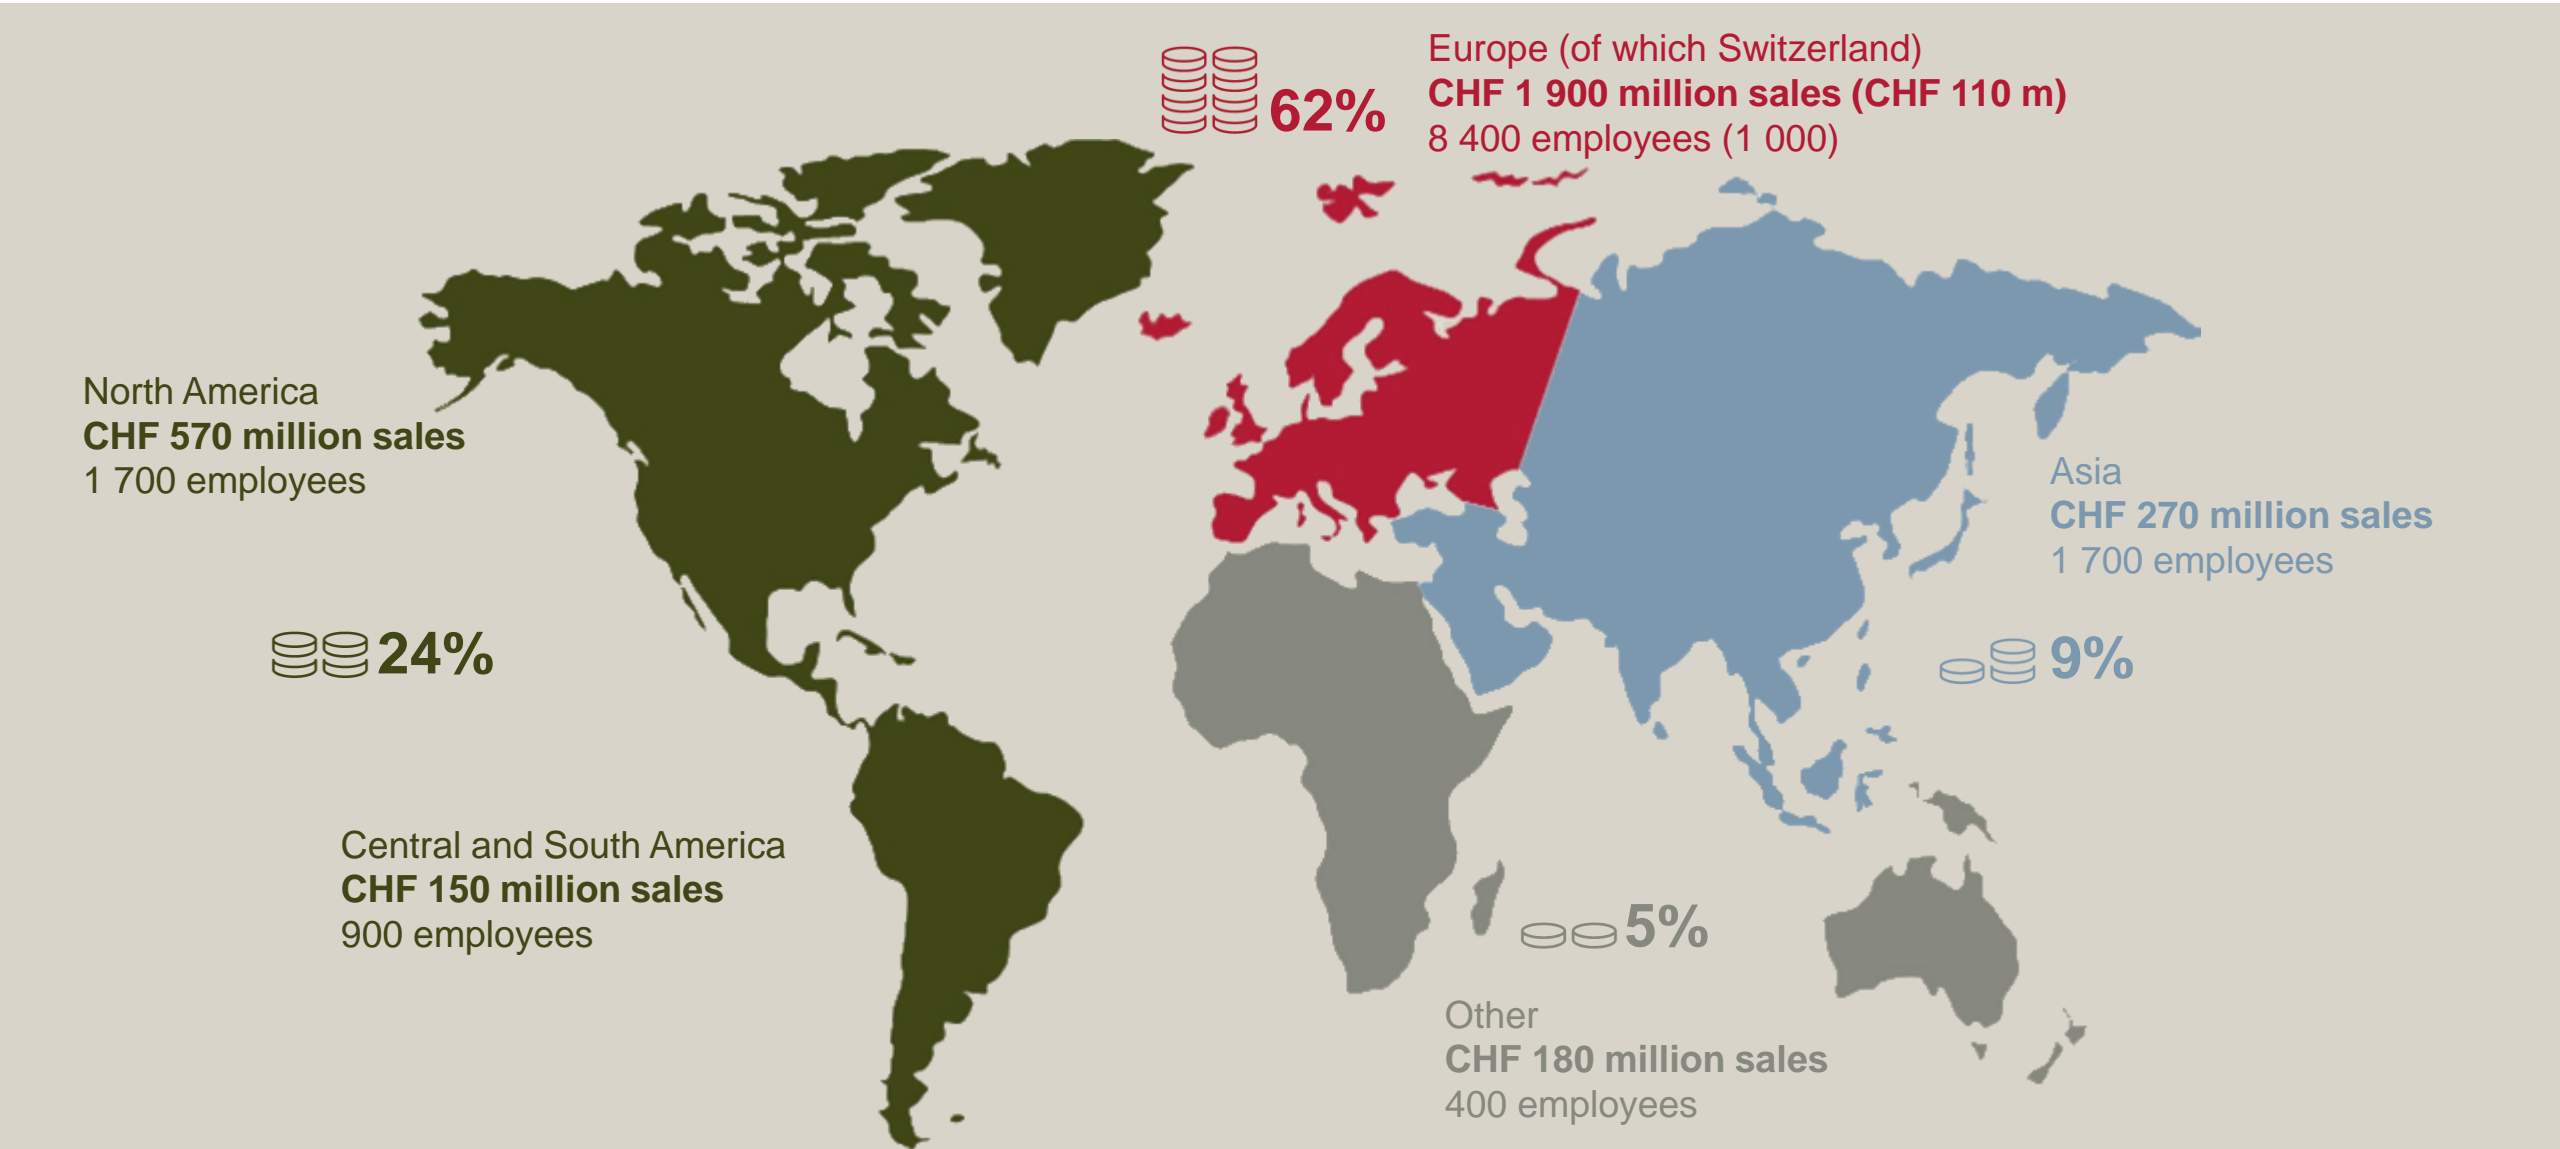 62%
Europe (of which Switzerland)
CHF 1 900 million sales (CHF 110 m)
8 400 employees (1 000)
North America
CHF 570 million sales
1 700 employees
24%
Asia
CHF 270 million sales
1 700 employees
9%
Central and South America
CHF 150 million sales
900 employees
5%
Other
CHF 180 million sales
400 employees